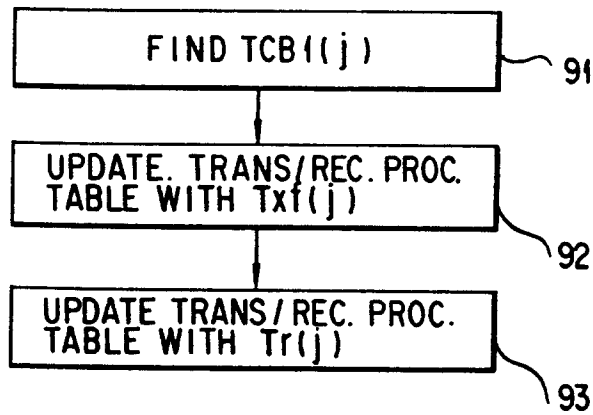 FIND TCB1(j)
91
UPDATE. TRANS/REC. PROC.
TABLE WITH Txf(j)
92
UPDATE TRANS/REC. PROC.
TABLE WITH Tr(j)
93